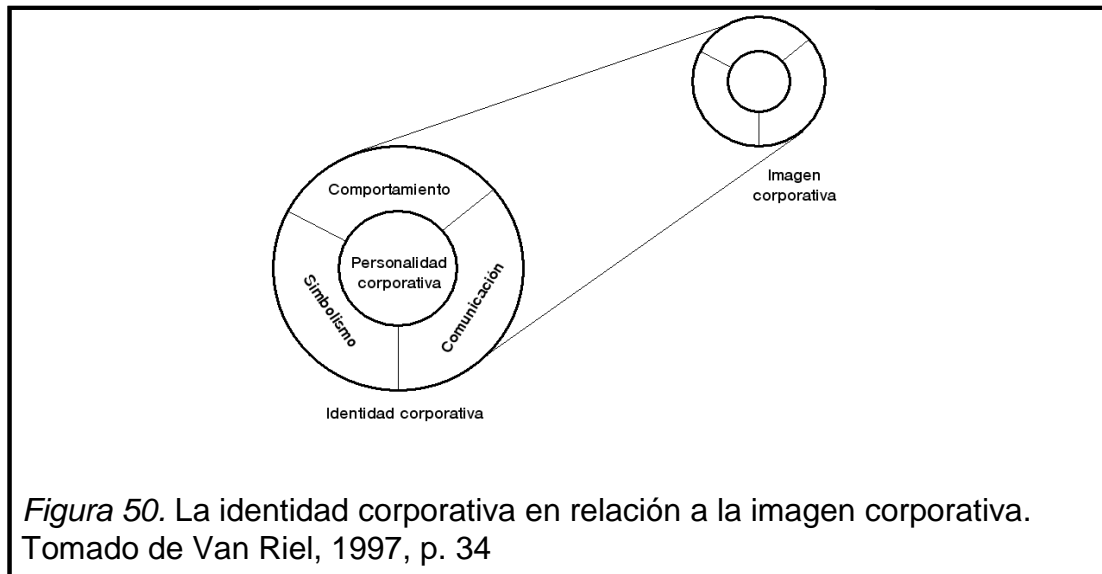 Comportamiento
Personalidad
corporativa
Simbolismo
Comunicación
Identidad corporativa
Imagen
corporativa
Figura 50. La identidad corporativa en relación a la imagen corporativa.
Tomado de Van Riel, 1997, p. 34